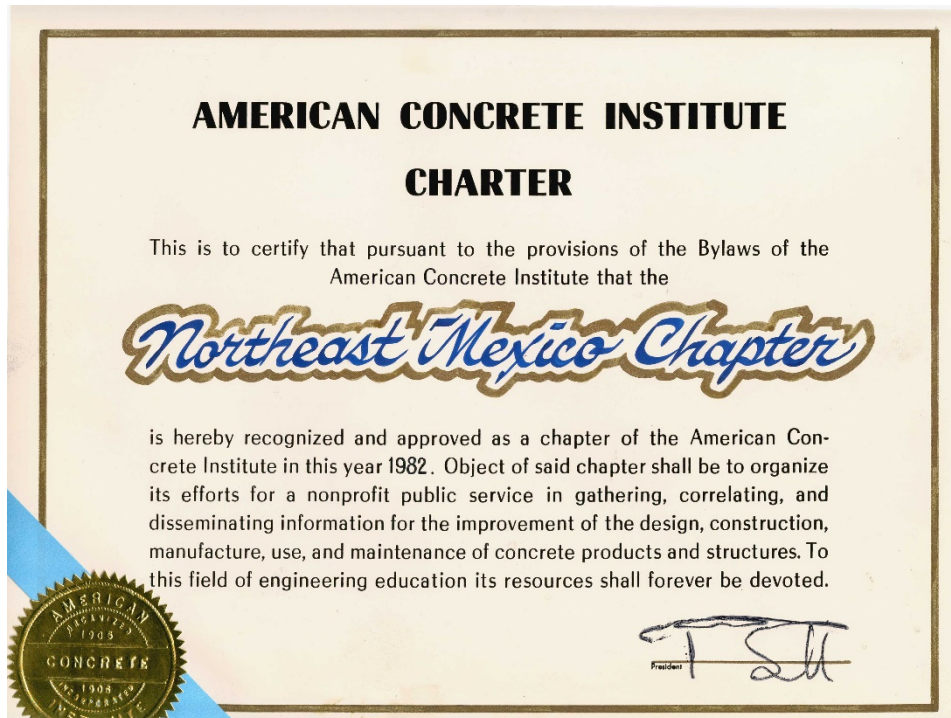 AMERICAN CONCRETE INSTITUTE
CHARTER
This is to certify that pursuant to the provisions of the Bylaws of the
American Concrete Institute that the
Northeast Mexico Chapter
is hereby recognized and approved as a chapter of the American Con-
crete Institute in this year 1982. Object of said chapter shall be to organize
its efforts for a nonprofit public service in gathering, correlating, and
disseminating information for the improvement of the design, construction,
manufacture, use, and maintenance of concrete products and structures. To
this field of engineering education its resources shall forever be devoted.
President
AMERICAN
ORGANIZED
1905
CONCRETE
1906
INCORPORATED
INSTITUTE